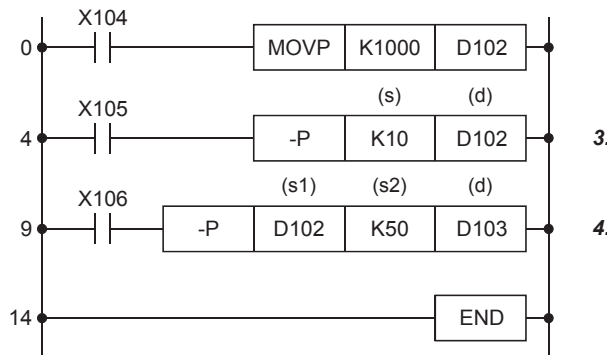 X104
0 MOVP K1000 D102
(s) (d)
X105
4 -P K10 D102 3.
(s1) (s2) (d)
X106
9 -P D102 K50 D103 4.
14 END